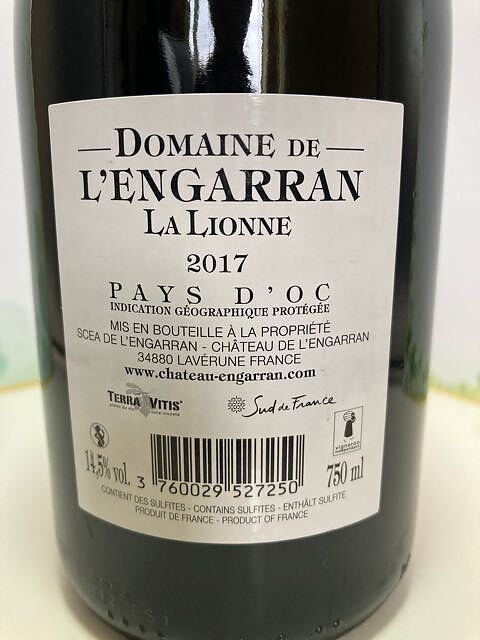 DOMAINE DE
L'ENGARRAN
LA LIONNE
2017
PAYS D'OC
INDICATION GÉOGRAPHIQUE PROTÉGÉE
MIS EN BOUTEILLE À LA PROPRIÉTÉ
SCEA DE L'ENGARRAN - CHÂTEAU DE L'ENGARRAN
34880 LAVÉRUNE FRANCE
www.chateau-engarran.com
TERRA VITIS®
Sud de France
vigneron
14,5% vol.
3 760029 527250
750 ml
CONTIENT DES SULFITES - CONTAINS SULFITES - ENTHÄLT SULFITE
PRODUIT DE FRANCE - PRODUCT OF FRANCE